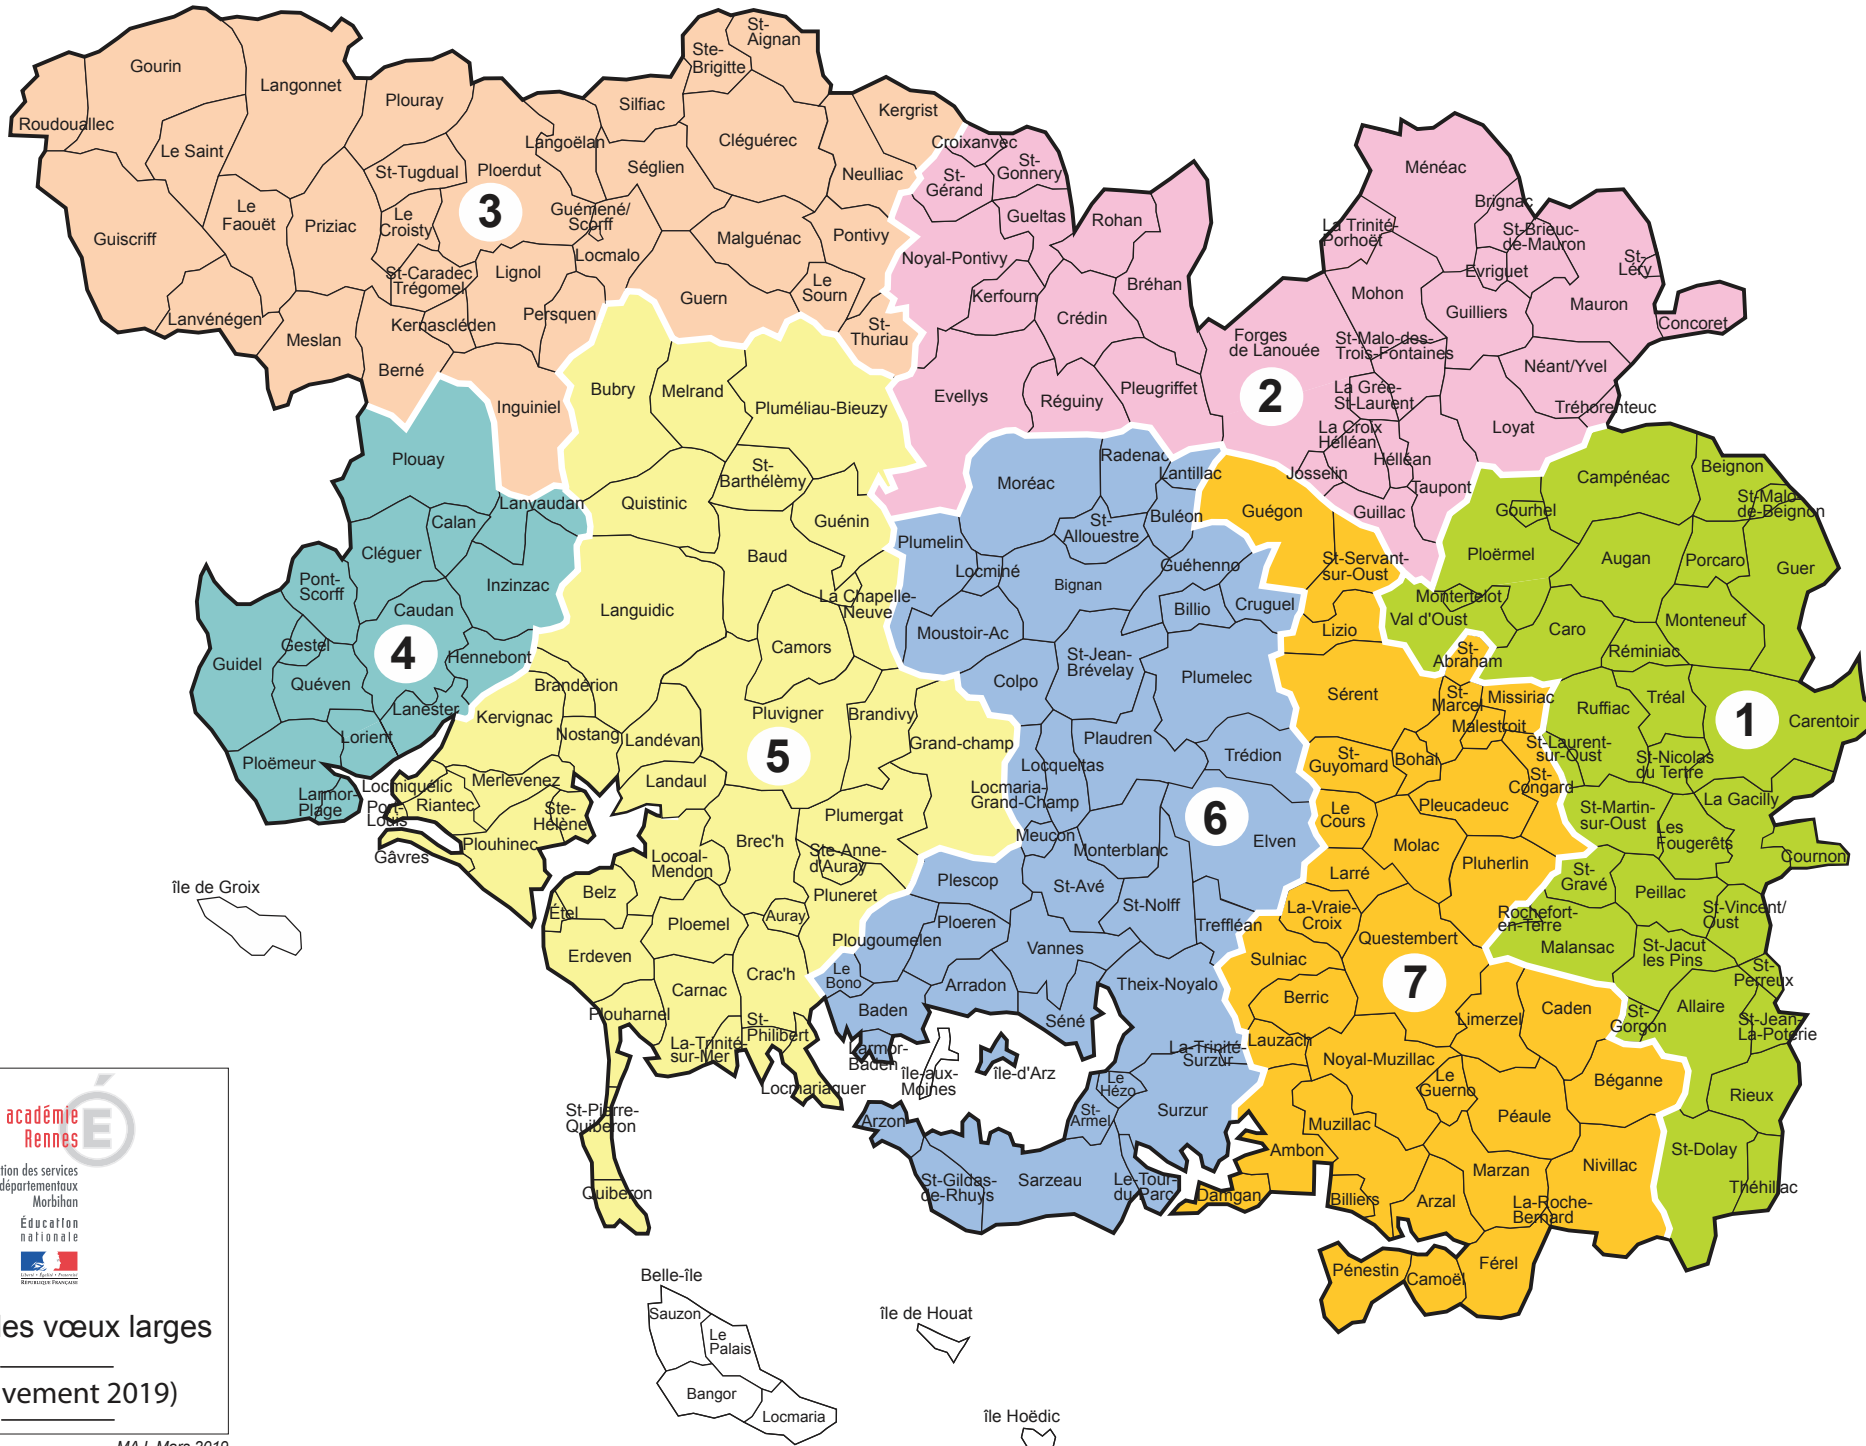 Gourin
Langonnet
Roudouallec
Le Saint
Plouray
St-Tugdual
Ploerdut
Langoëlan
Silfiac
Ste-
Brigitte
St-
Aignan
Cléguérec
Kergrist
Séglien
Neulliac
Guiscriff
Le
Faouët
Priziac
Le
Croisty
3
Guémené/
Scorff
Locmalo
Malguénac
Pontivy
St-Caradec
Trégomel
Lignol
Guern
Le
Sourn
Lanvénégen
Meslan
Kernascléden
Persquen
St-
Thuriau
Berné
Inguiniel
Croixanvec
St-
Gérand
St-
Gonnery
Gueltas
Rohan
Noyal-Pontivy
Kerfourn
Bréhan
Crédin
Evellys
Réguiny
Pleugriffet
2
Ménéac
Brignac
La Trinité-
Porhoët
St-Brieuc-
de-Mauron
St-
Léry
Evriguet
Mohon
Guilliers
Mauron
Concoret
Forges
de Lanouée
St-Malo-des-
Trois-Fontaines
Néant/Yvel
La Grée-
St-Laurent
Tréhorenteuc
La Croix
Helléan
Loyat
Helléan
Josselin
Taupont
Guillac
Plouay
Lanvaudan
Calan
Cléguer
Inzinzac
Pont-
Scorff
Caudan
4
Gestel
Guidel
Hennebont
Quéven
Lanester
Lorient
Ploëmeur
Larmor-
Plage
Bubry
Melrand
Pluméliau-Bieuzy
St-
Barthélèmy
Quistinic
Guénin
Baud
Languidic
La Chapelle-
Neuve
Camors
Brandérion
Kervignac
Nostang
Landévan
Pluvigner
Brandivy
5
Grand-champ
Landaul
Merlevenez
Locmiquélic
Riantec
Port-
Louis
Ste-
Hélène
Gâvres
Plouhinec
Plumergat
Brec'h
Ste-Anne-
d'Auray
Locoal-
Mendon
Pluneret
Belz
Étel
Ploemel
Auray
Erdeven
Crac'h
Carnac
Plouharnel
St-
Philibert
La-Trinité-
sur-Mer
Locmariaquer
St-Pierre-
Quiberon
Quiberon
Moréac
Radenac
Lantillac
Buléon
St-
Allouestre
Plumelin
Locminé
Bignan
Guéhenno
Billio
Cruguel
Moustoir-Ac
St-Jean-
Brévelay
Colpo
Plumelec
Plaudren
Trédion
Locqueltas
Locmaria-
Grand-Champ
6
Meucon
Monterblanc
Elven
Plescop
St-Avé
St-Nolff
Treffléan
Ploeren
Plougoumelen
Vannes
Le
Bono
Arradon
Theix-Noyalo
Baden
Séné
Larmor-
Baden
île-aux-
Moines
île-d'Arz
La-Trinité-
Surzur
Le
Hézo
St-
Armel
Surzur
Arzon
St-Gildas-
de-Rhuys
Sarzeau
Le-Tour-
du-Parc
Guégon
St-Servant-
sur-Oust
Lizio
St-
Abraham
Sérent
St-
Marcel
Missiriac
Malestroit
St-
Guyomard
Bohal
St-
Congard
Le
Cours
Pleucadeuc
Molac
Larré
Pluherlin
La-Vraie-
Croix
Questembert
Sulniac
7
Berric
Limerzel
Caden
Lauzach
Noyal-Muzillac
Le
Guerno
Béganne
Péaule
Muzillac
Ambon
Marzan
Nivillac
Damgan
Billiers
Arzal
La-Roche-
Bernard
Pénestin
Camoël
Férel
Campénéac
Beignon
St-Malo-
de-Beignon
Gourhel
Ploërmel
Augan
Porcaro
Guer
Montertelot
Val d'Oust
Caro
Monteneuf
Réminiac
Ruffiac
Tréal
1
Carentoir
St-Laurent-
sur-Oust
St-Nicolas
du Tertre
La Gacilly
St-Martin-
sur-Oust
Les
Fougerêts
Cournon
St-
Gravé
Peillac
Rochefort-
en-Terre
St-Vincent/
Oust
Malansac
St-Jacut
les Pins
St-
Perreux
Allaire
St-
Gorgon
St-Jean-
La-Poterie
Rieux
St-Dolay
Théhillac
île de Groix
Belle-île
Sauzon
Le
Palais
Bangor
Locmaria
île de Houat
île Hoëdic
académie
Rennes
É
tion des services
départementaux
Morbihan
Éducation
nationale
Liberté • Égalité • Fraternité
RÉPUBLIQUE FRANÇAISE
les vœux larges
vement 2019)
MAJ Mars 2019